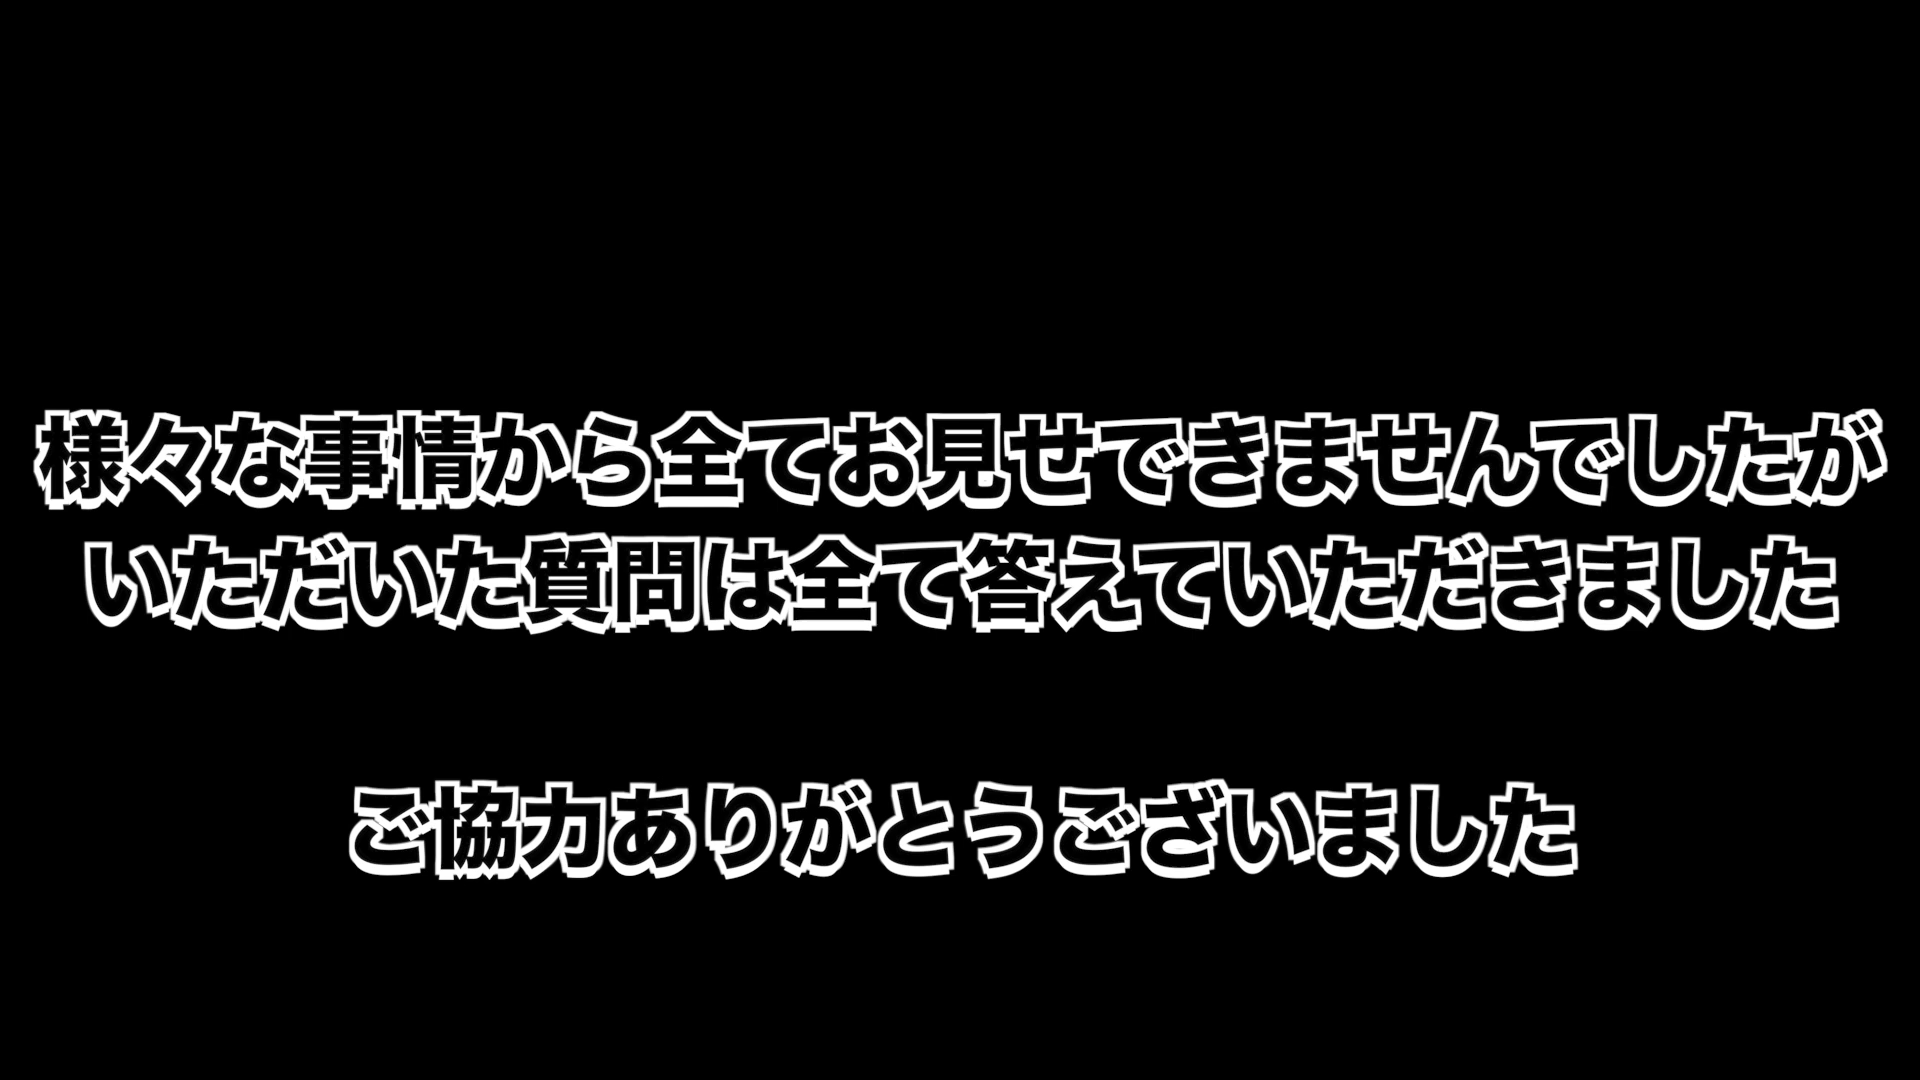 様々な事情から全てお見せできませんでしたが
いただいた質問は全て答えていただきました
ご協力ありがとうございました